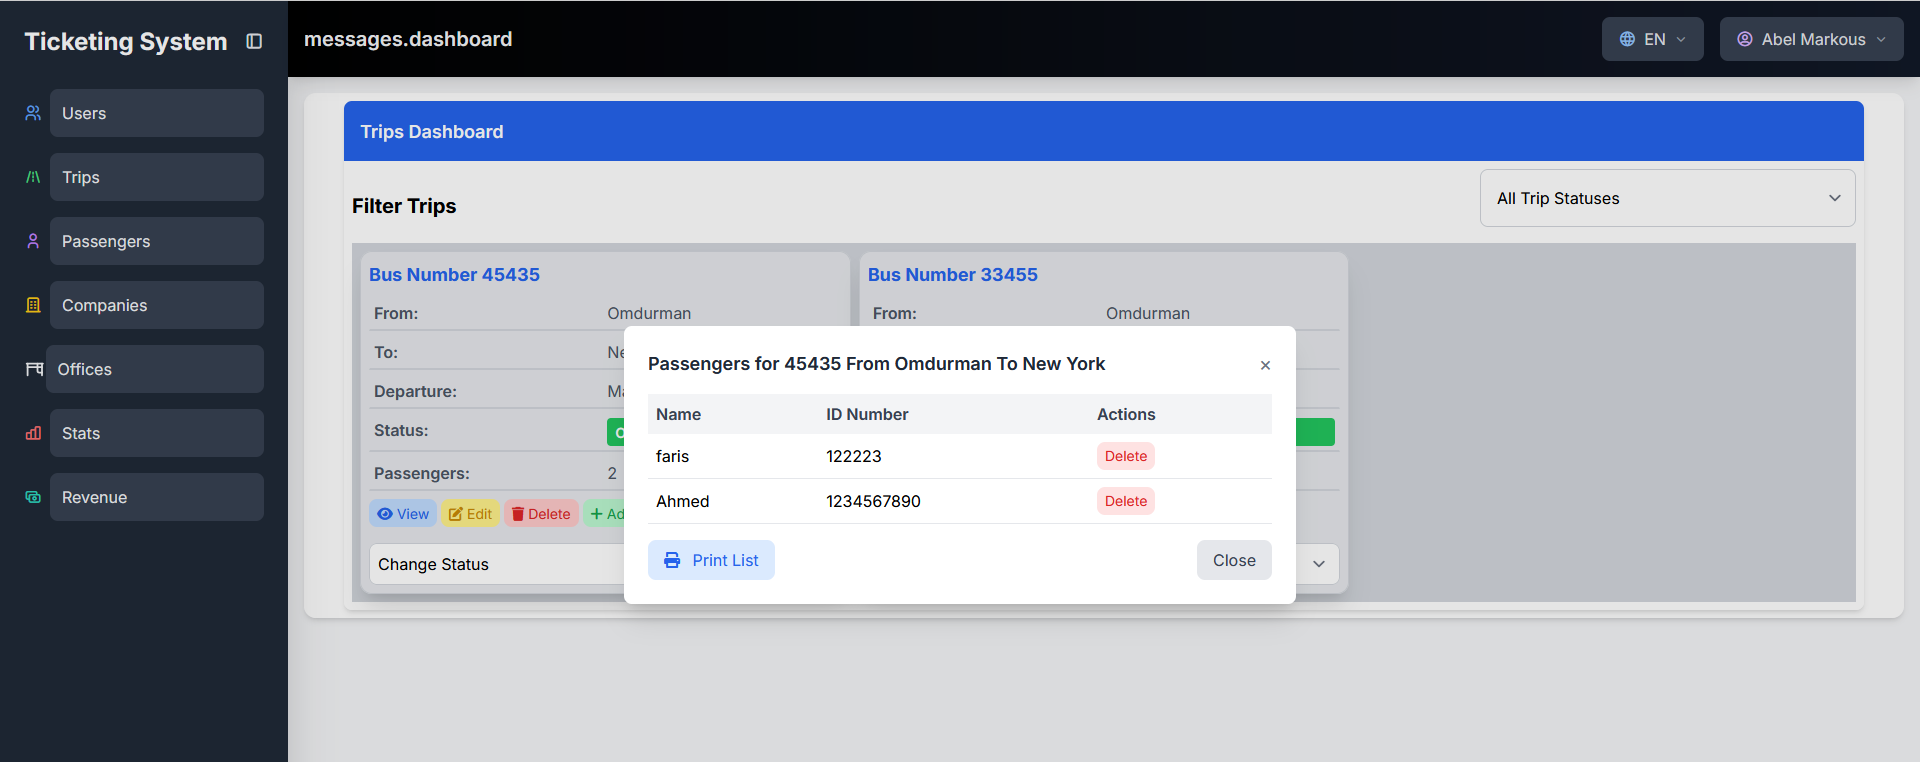 Ticketing System
Users
Trips
Passengers
Companies
Offices
Stats
Revenue
messages.dashboard
EN
Abel Markous
Trips Dashboard
Filter Trips
All Trip Statuses
Bus Number 45435
From: Omdurman
To:
Departure:
Status:
Passengers: 2
View Edit Delete
Change Status
Bus Number 33455
From: Omdurman
Passengers for 45435 From Omdurman To New York
×
Name ID Number Actions
faris 122223 Delete
Ahmed 1234567890 Delete
Print List
Close